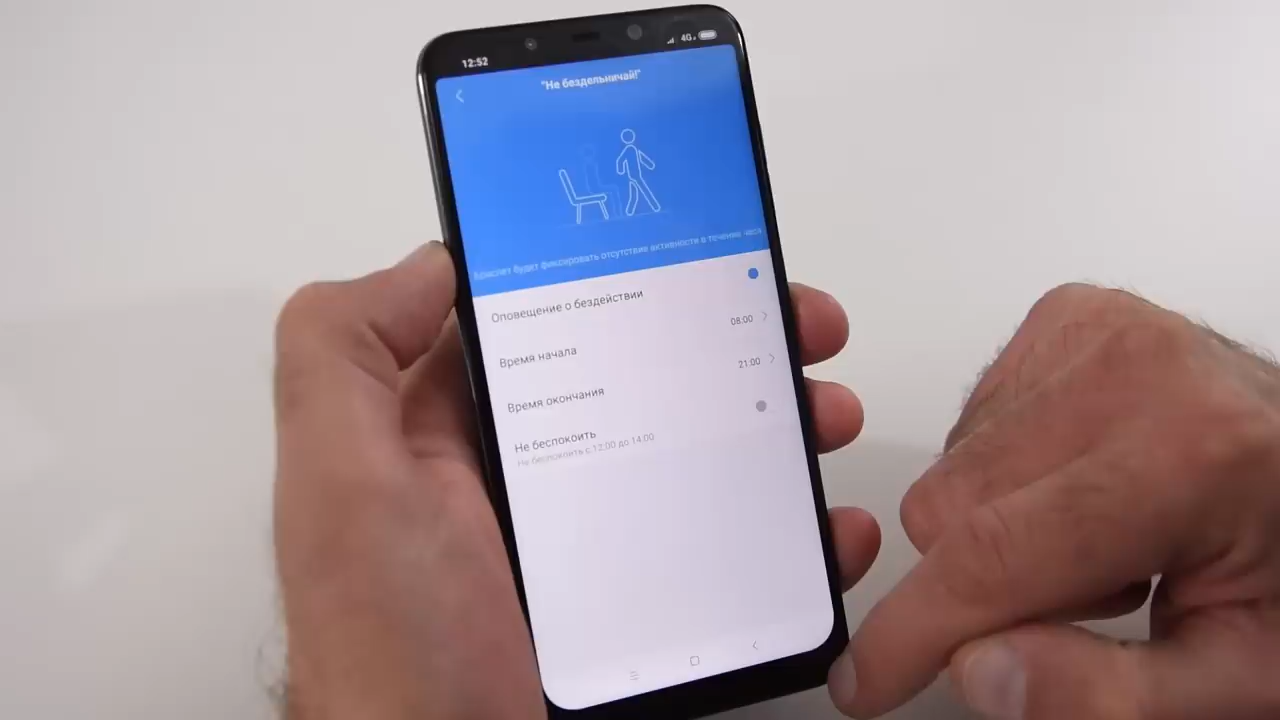 12:52
4G
"Не бездельничай!"
Браслет будет фиксировать отсутствие активности в течение часа
Оповещение о бездействии
Время начала 08:00
Время окончания 21:00
Не беспокоить
Не беспокоить с 12:00 до 14:00